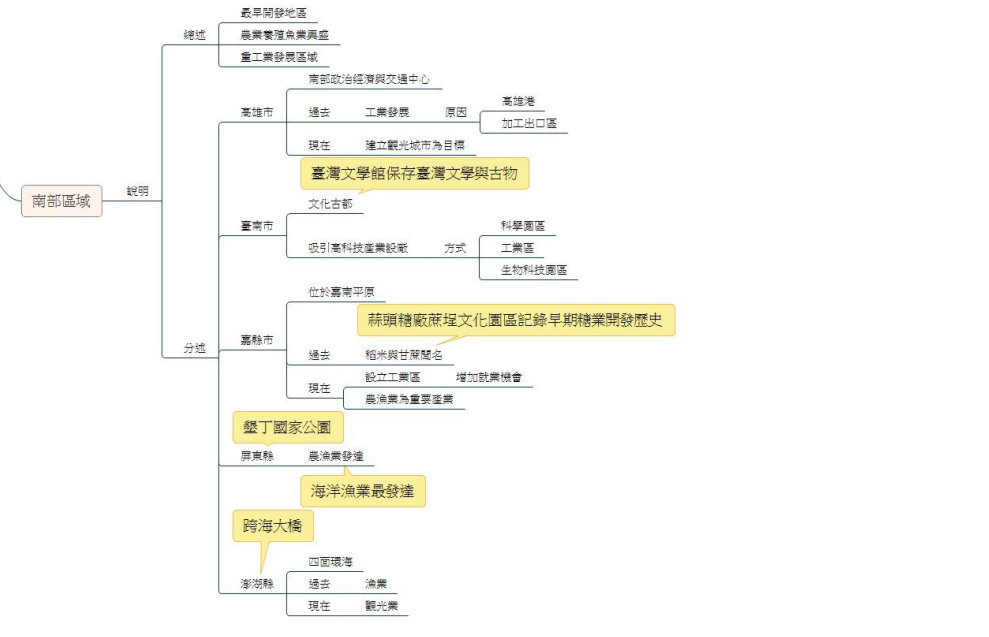 南部區域
說明
總述
最早開發地區
農業養殖魚業興盛
重工業發展區域
分述
高雄市
南部政治經濟與交通中心
過去
工業發展
原因
高雄港
加工出口區
現在
建立觀光城市為目標
臺灣文學館保存臺灣文學與古物
臺南市
文化古都
吸引高科技產業設廠
方式
科學園區
工業區
生物科技園區
嘉縣市
位於嘉南平原
蒜頭糖廠蔗埕文化園區記錄早期糖業開發歷史
過去
稻米與甘蔗聞名
現在
設立工業區
增加就業機會
農漁業為重要產業
墾丁國家公園
屏東縣
農漁業發達
海洋漁業最發達
跨海大橋
澎湖縣
四面環海
過去
漁業
現在
觀光業